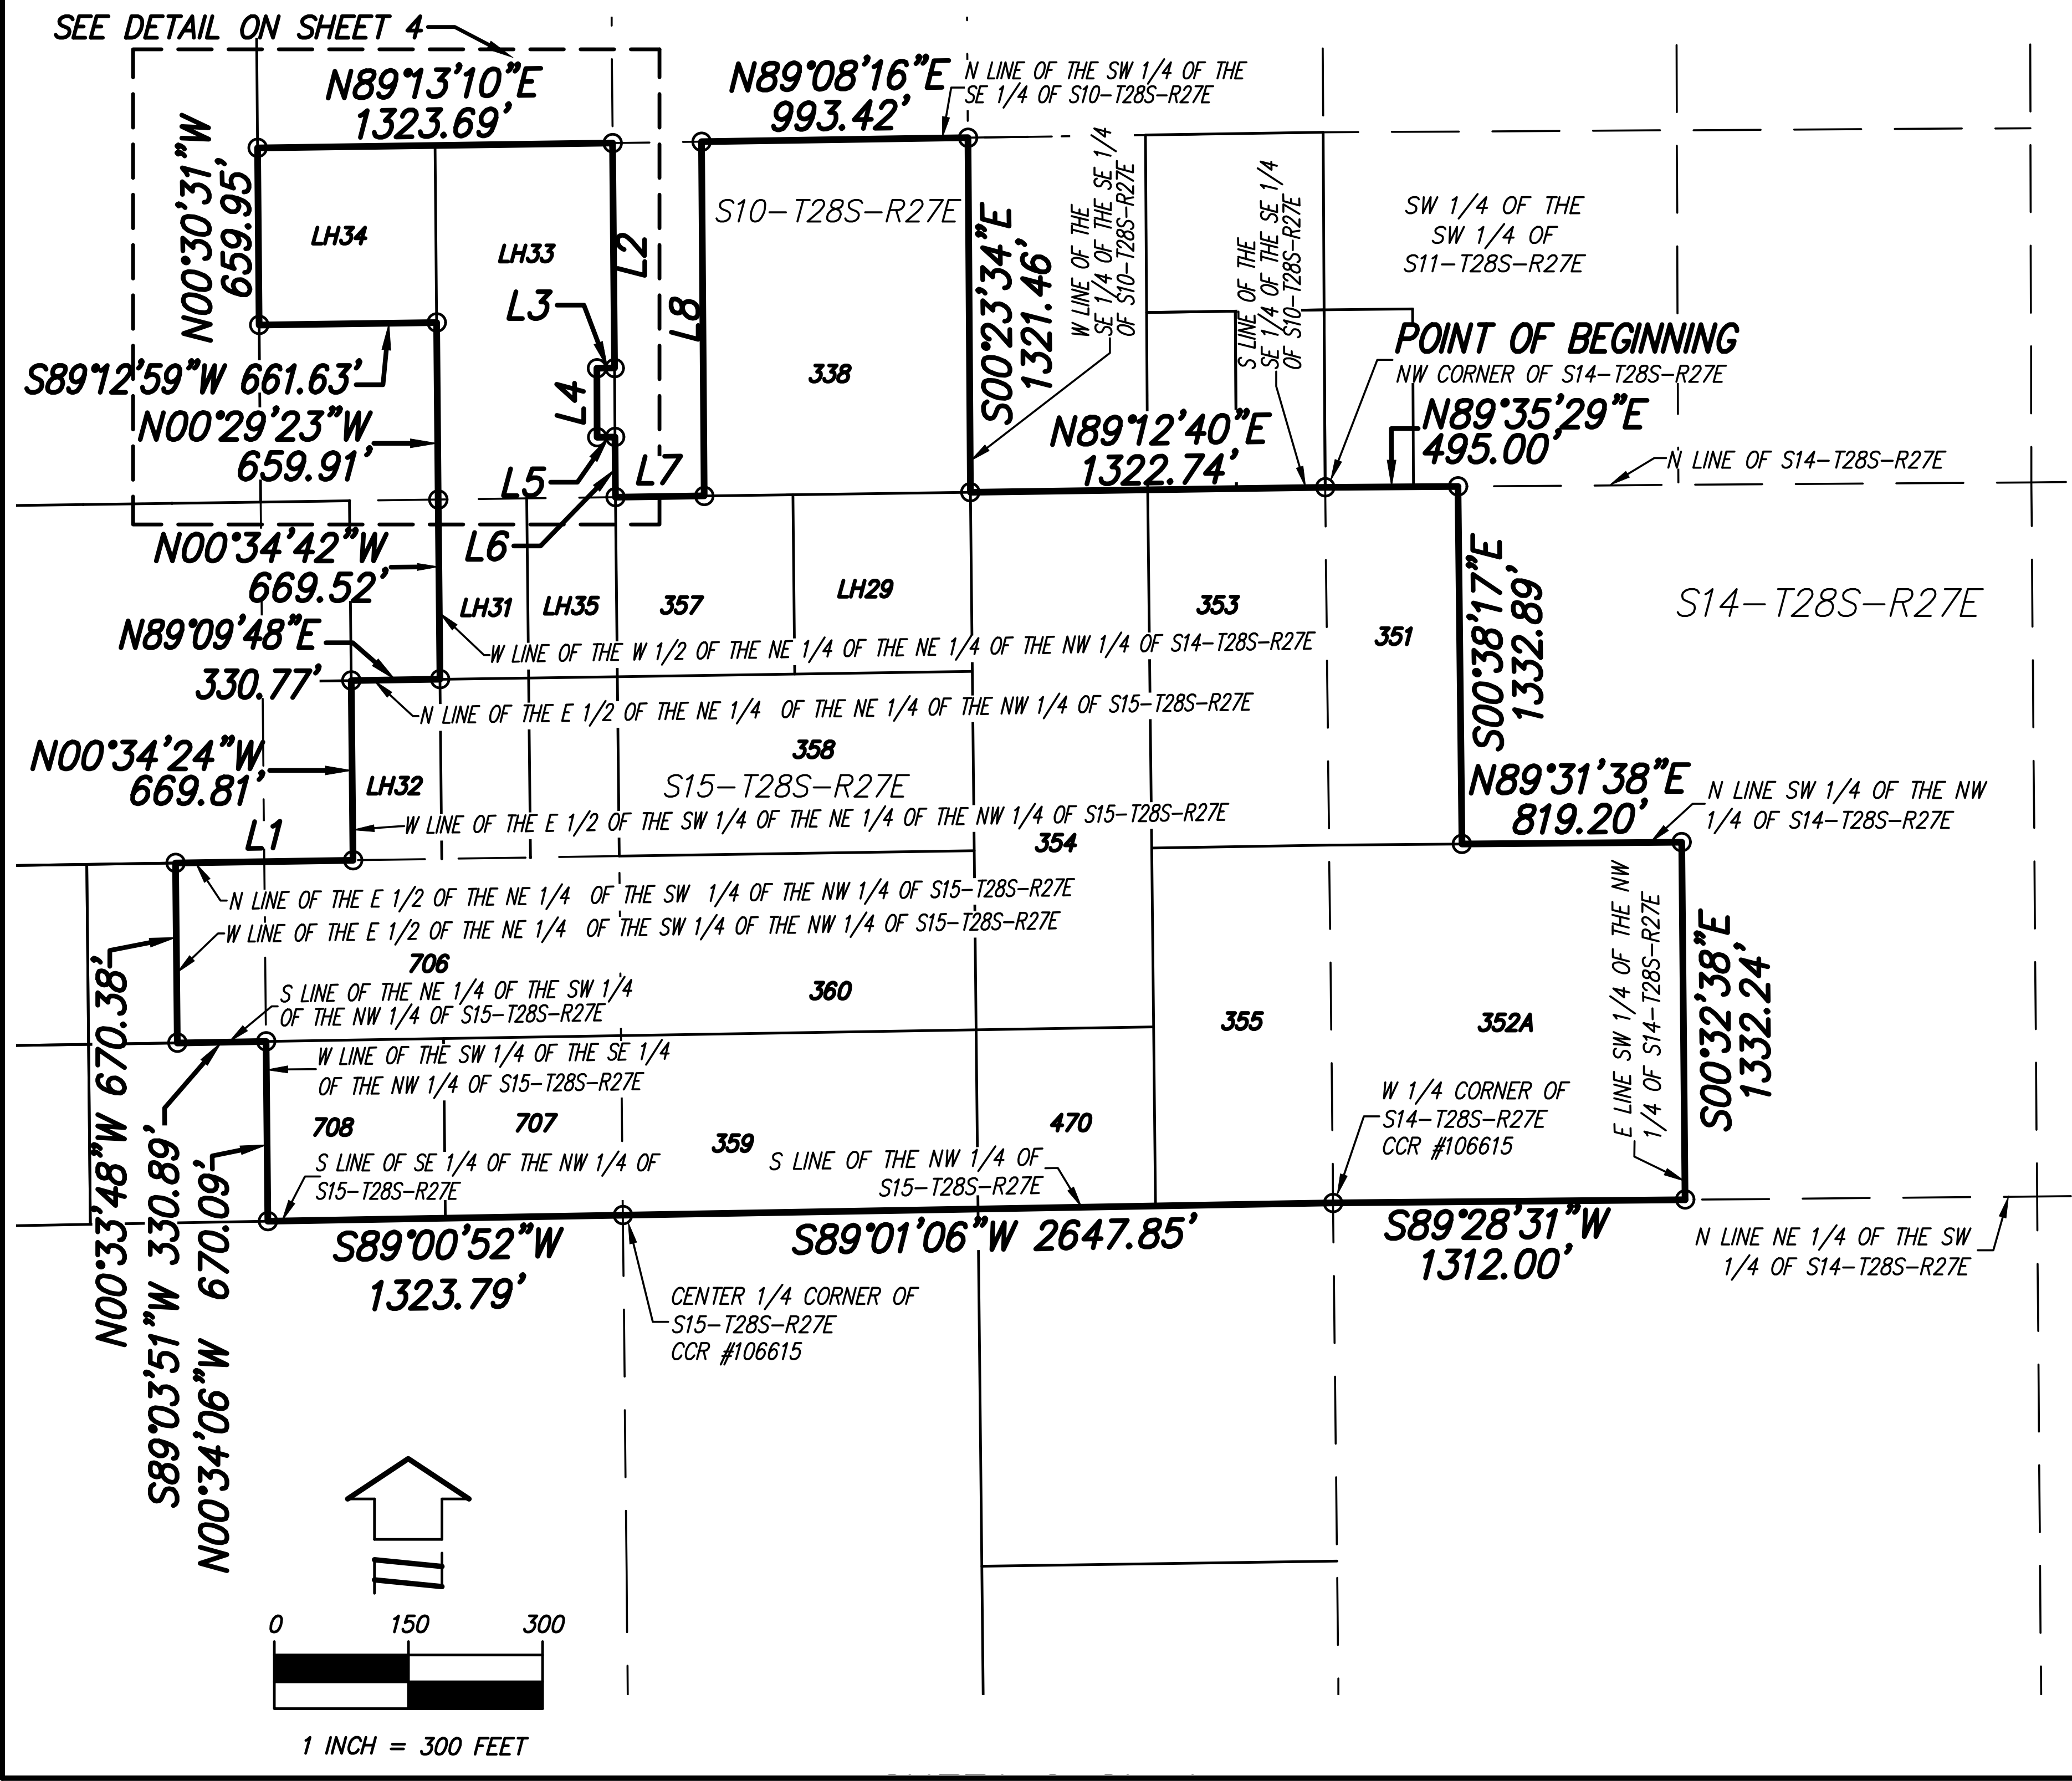 SEE DETAIL ON SHEET 4
N89°13'10"E
1323.69'
N89°08'16"E
993.42'
N LINE OF THE SW 1/4 OF THE
SE 1/4 OF S10-T28S-R27E
N00°30'31"W
659.95'
LH34
LH33
L2
L3
L4
L5
L6
L7
L8
S10-T28S-R27E
338
S00°23'34"E
1321.46'
W LINE OF THE
SE 1/4 OF THE SE 1/4
OF S10-T28S-R27E
S LINE OF THE
SE 1/4 OF THE SE 1/4
OF S10-T28S-R27E
SW 1/4 OF THE
SW 1/4 OF
S11-T28S-R27E
POINT OF BEGINNING
NW CORNER OF S14-T28S-R27E
N89°35'29"E
495.00'
N LINE OF S14-T28S-R27E
N89°12'40"E
1322.74'
S89°12'59"W 661.63'
N00°29'23"W
659.91'
N00°34'42"W
669.52'
N89°09'48"E
330.77'
LH31
LH35
357
LH29
353
351
S00°38'17"E
1332.89'
S14-T28S-R27E
W LINE OF THE W 1/2 OF THE NE 1/4 OF THE NE 1/4 OF THE NW 1/4 OF S14-T28S-R27E
N LINE OF THE E 1/2 OF THE NE 1/4 OF THE NE 1/4 OF THE NW 1/4 OF S15-T28S-R27E
N00°34'24"W
669.81'
LH32
358
S15-T28S-R27E
W LINE OF THE E 1/2 OF THE SW 1/4 OF THE NE 1/4 OF THE NW 1/4 OF S15-T28S-R27E
354
N89°31'38"E
819.20'
N LINE SW 1/4 OF THE NW
1/4 OF S14-T28S-R27E
L1
N LINE OF THE E 1/2 OF THE NE 1/4 OF THE SW 1/4 OF THE NW 1/4 OF S15-T28S-R27E
W LINE OF THE E 1/2 OF THE NE 1/4 OF THE SW 1/4 OF THE NW 1/4 OF S15-T28S-R27E
706
360
355
352A
S LINE OF THE NE 1/4 OF THE SW 1/4
OF THE NW 1/4 OF S15-T28S-R27E
W LINE OF THE SW 1/4 OF THE SE 1/4
OF THE NW 1/4 OF S15-T28S-R27E
E LINE SW 1/4 OF THE NW
1/4 OF S14-T28S-R27E
S00°32'38"E
1332.24'
W 1/4 CORNER OF
S14-T28S-R27E
CCR #106615
708
707
359
470
S LINE OF SE 1/4 OF THE NW 1/4 OF
S15-T28S-R27E
S LINE OF THE NW 1/4 OF
S15-T28S-R27E
N00°33'48"W 670.38'
S89°03'51"W 330.89'
N00°34'06"W 670.09'
S89°00'52"W
1323.79'
S89°01'06"W 2647.85'
S89°28'31"W
1312.00'
N LINE NE 1/4 OF THE SW
1/4 OF S14-T28S-R27E
CENTER 1/4 CORNER OF
S15-T28S-R27E
CCR #106615
0 150 300
1 INCH = 300 FEET